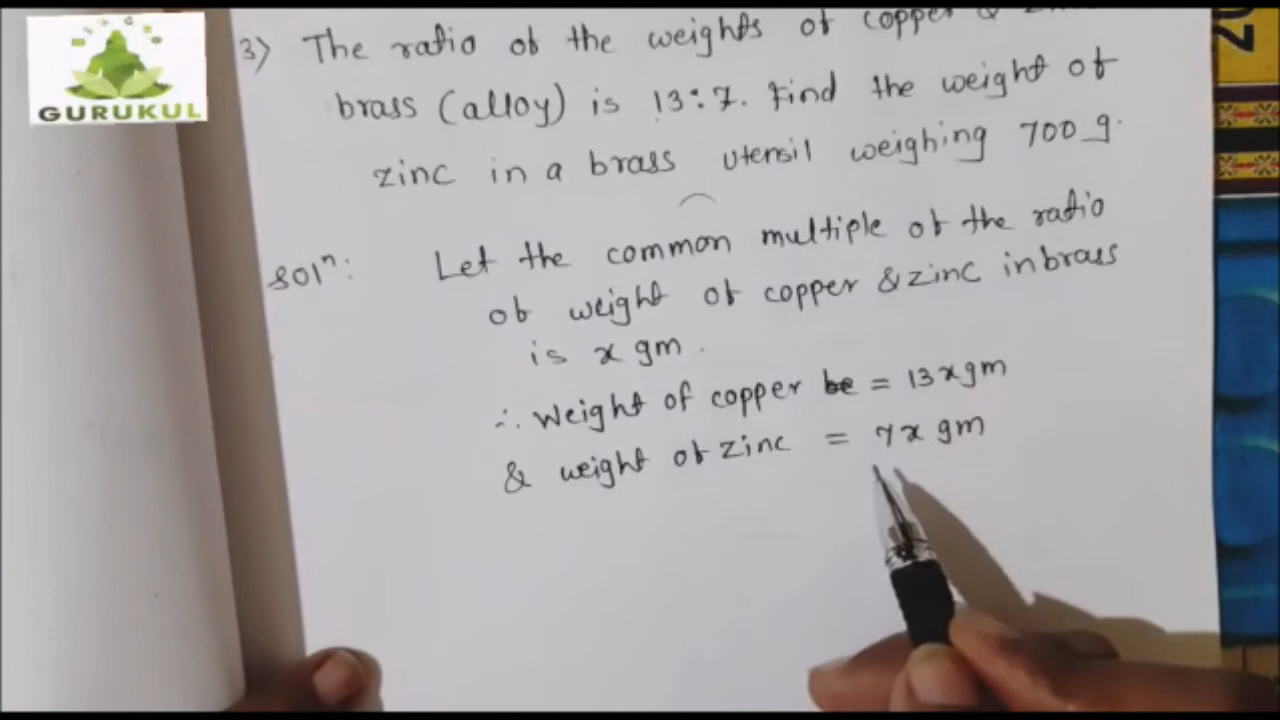 GURUKUL
3) The ratio of the weights of copper &
brass (alloy) is 13:7. Find the weight of
zinc in a brass utensil weighing 700 g.
Solⁿ: Let the common multiple of the ratio
of weight of copper & zinc in brass
is x gm.
∴ Weight of copper be = 13x gm
& weight of zinc = 7x gm
20